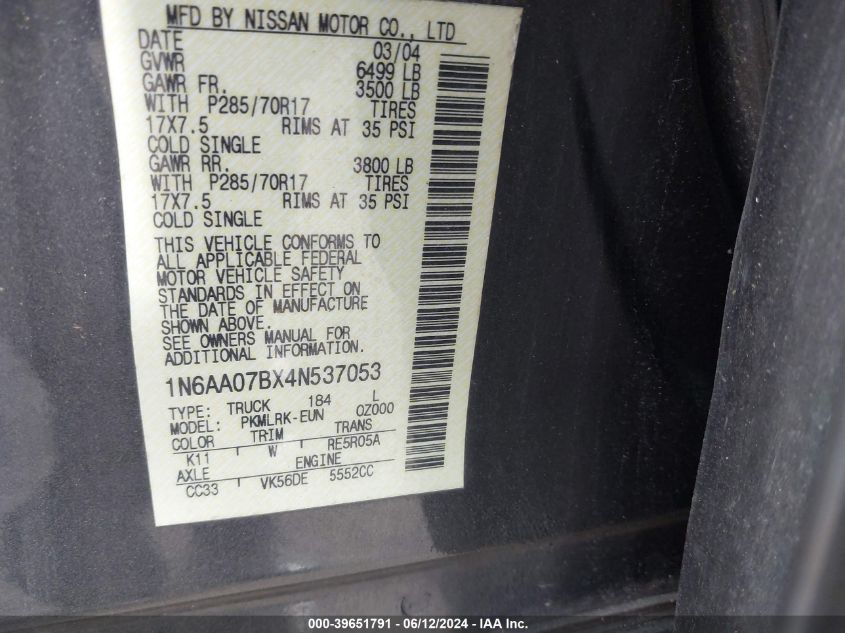 MFD BY NISSAN MOTOR CO., LTD
DATE 03/04
GVWR 6499 LB
GAWR FR. 3500 LB
WITH P285/70R17 TIRES
17X7.5 RIMS AT 35 PSI
COLD SINGLE
GAWR RR. 3800 LB
WITH P285/70R17 TIRES
17X7.5 RIMS AT 35 PSI
COLD SINGLE
THIS VEHICLE CONFORMS TO
ALL APPLICABLE FEDERAL
MOTOR VEHICLE SAFETY
STANDARDS IN EFFECT ON
THE DATE OF MANUFACTURE
SHOWN ABOVE.
SEE OWNERS MANUAL FOR
ADDITIONAL INFORMATION.
1N6AA07BX4N537053
TYPE: TRUCK 184 L
MODEL: PKMLRK-EUN OZ000
COLOR TRIM TRANS
K11 W RE5R05A
AXLE ENGINE
CC33 VK56DE 5552CC
000-39651791 - 06/12/2024 - IAA Inc.